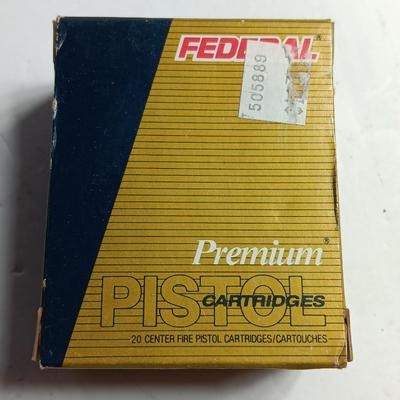 FEDERAL®
505889
Premium®
PISTOL
CARTRIDGES
20 CENTER FIRE PISTOL CARTRIDGES/CARTOUCHES